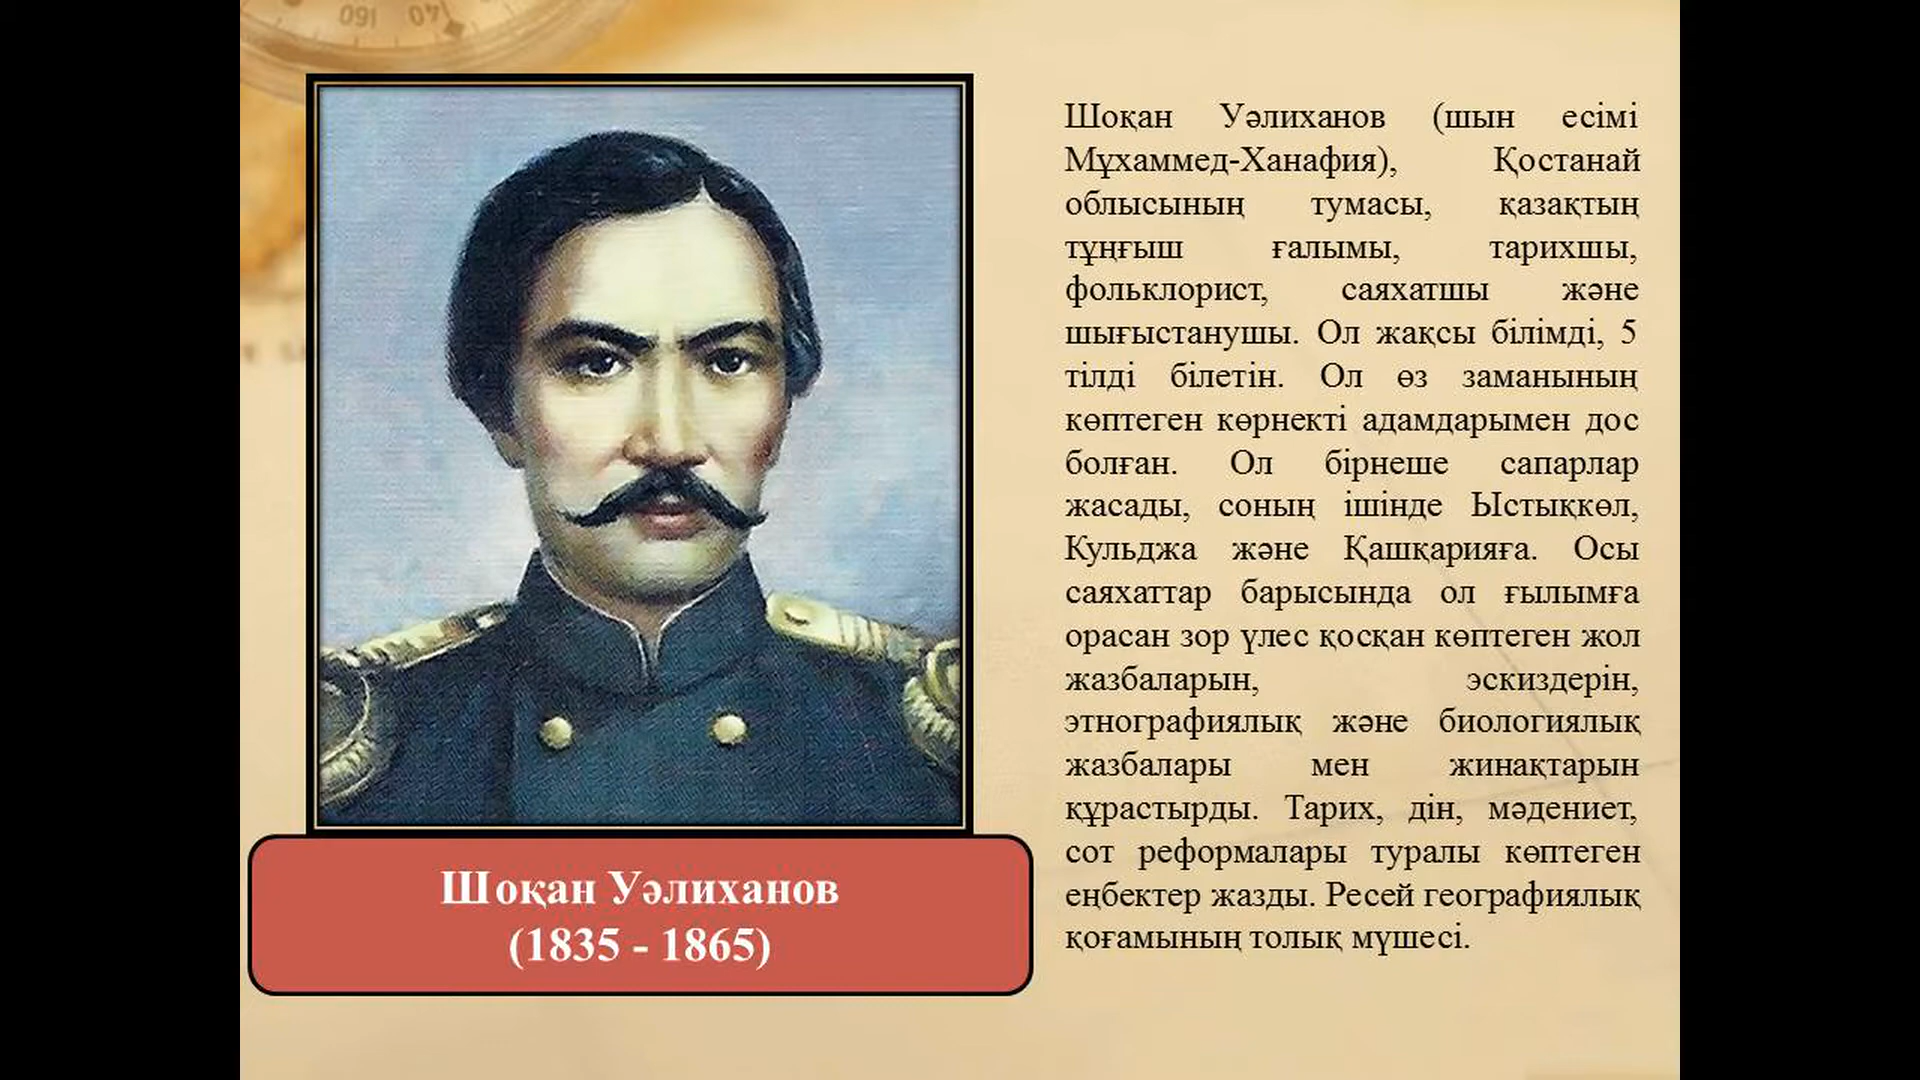 Шоқан Уәлиханов (шын есімі
Мұхаммед-Ханафия), Қостанай
облысының тумасы, қазақтың
тұңғыш ғалымы, тарихшы,
фольклорист, саяхатшы және
шығыстанушы. Ол жақсы білімді, 5
тілді білетін. Ол өз заманының
көптеген көрнекті адамдарымен дос
болған. Ол бірнеше сапарлар
жасады, соның ішінде Ыстықкөл,
Кульджа және Қашқарияға. Осы
саяхаттар барысында ол ғылымға
орасан зор үлес қосқан көптеген жол
жазбаларын, эскиздерін,
этнографиялық және биологиялық
жазбалары мен жинақтарын
құрастырды. Тарих, дін, мәдениет,
сот реформалары туралы көптеген
еңбектер жазды. Ресей географиялық
қоғамының толық мүшесі.
Шоқан Уәлиханов
(1835 - 1865)